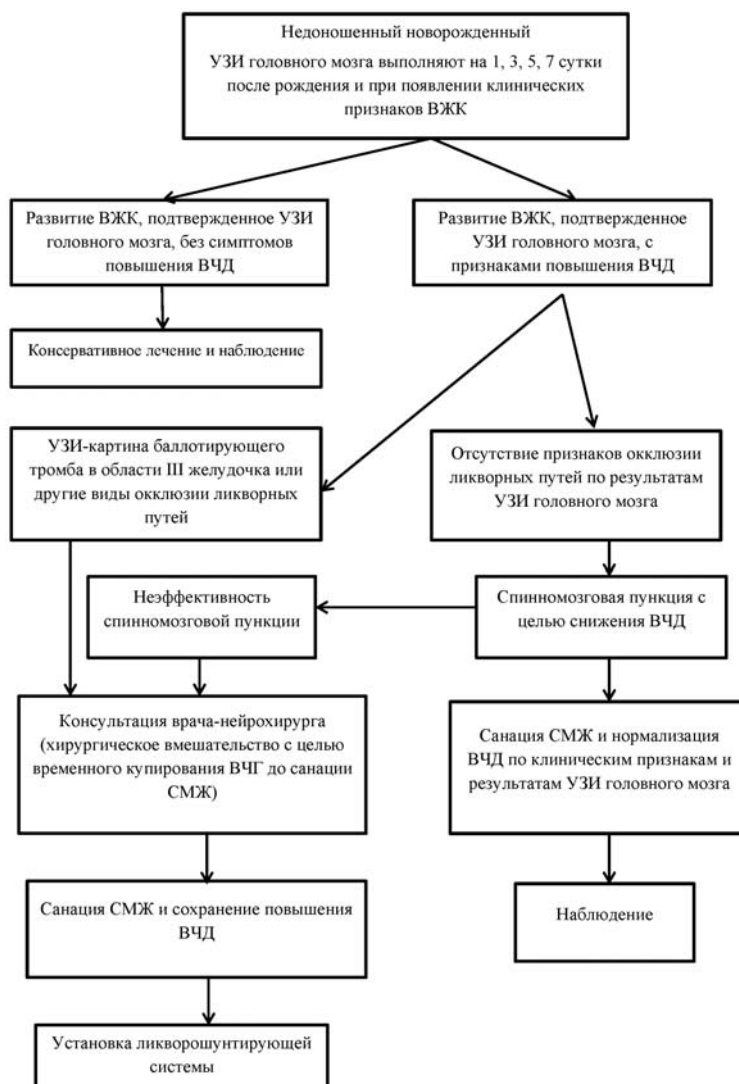 Недоношенный новорожденный
УЗИ головного мозга выполняют на 1, 3, 5, 7 сутки
после рождения и при появлении клинических
признаков ВЖК
Развитие ВЖК, подтвержденное УЗИ
головного мозга, без симптомов
повышения ВЧД
Развитие ВЖК, подтвержденное
УЗИ головного мозга, с
признаками повышения ВЧД
Консервативное лечение и наблюдение
УЗИ-картина баллотирующего
тромба в области III желудочка или
другие виды окклюзии ликворных
путей
Отсутствие признаков окклюзии
ликворных путей по результатам
УЗИ головного мозга
Неэффективность
спинномозговой пункции
Спинномозговая пункция с
целью снижения ВЧД
Консультация врача-нейрохирурга
(хирургическое вмешательство с целью
временного купирования ВЧГ до санации
СМЖ)
Санация СМЖ и нормализация
ВЧД по клиническим признакам и
результатам УЗИ головного мозга
Санация СМЖ и сохранение повышения
ВЧД
Наблюдение
Установка ликворошунтирующей
системы